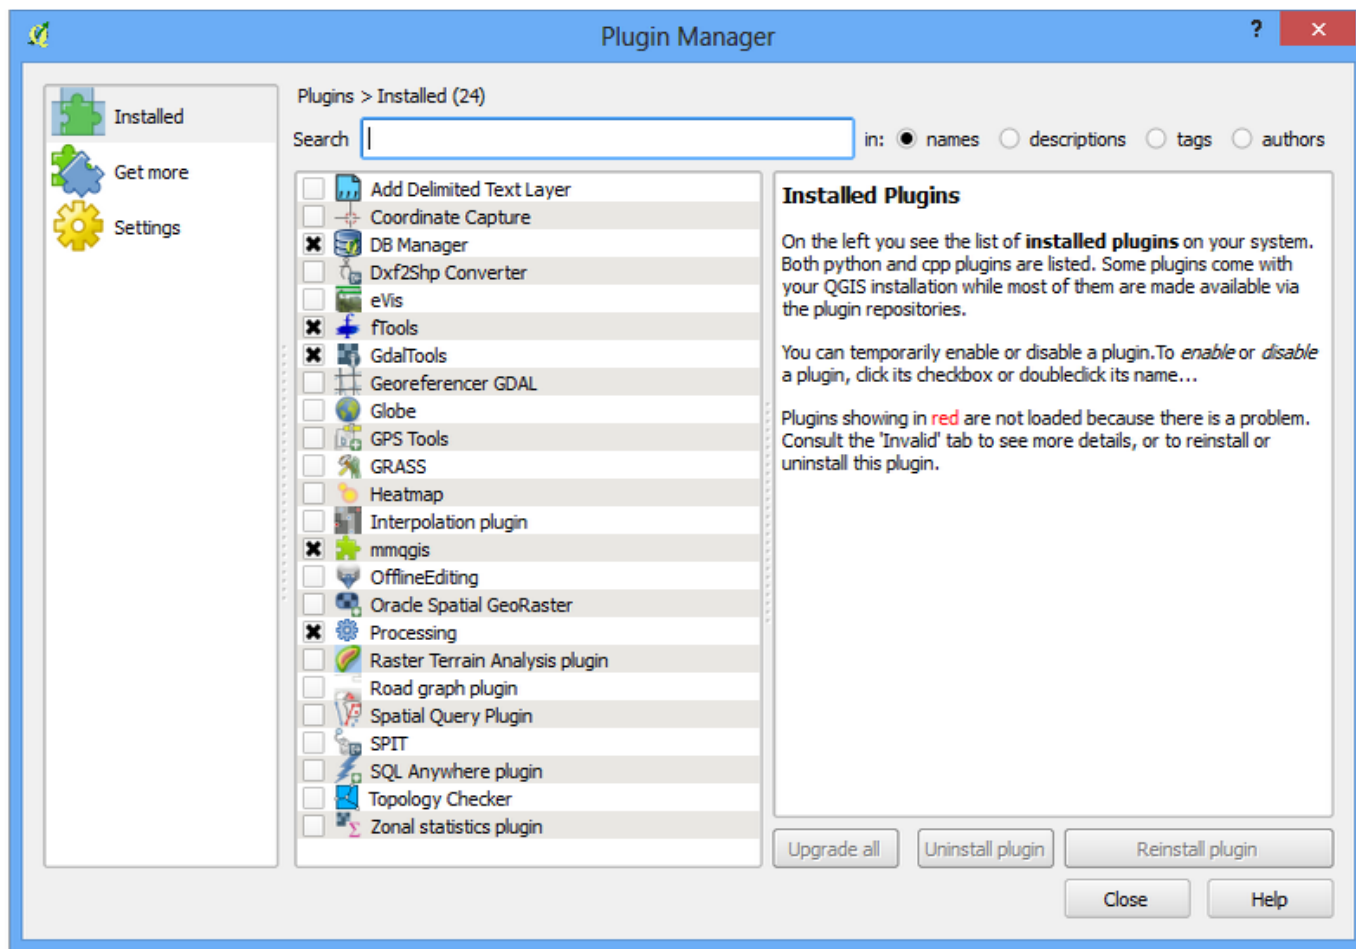 Plugin Manager
?
Installed
Get more
Settings
Plugins > Installed (24)
Search in: names descriptions tags authors
Add Delimited Text Layer
Coordinate Capture
DB Manager
Dxf2Shp Converter
eVis
fTools
GdalTools
Georeferencer GDAL
Globe
GPS Tools
GRASS
Heatmap
Interpolation plugin
mmqgis
OfflineEditing
Oracle Spatial GeoRaster
Processing
Raster Terrain Analysis plugin
Road graph plugin
Spatial Query Plugin
SPIT
SQL Anywhere plugin
Topology Checker
Zonal statistics plugin
Installed Plugins
On the left you see the list of installed plugins on your system.
Both python and cpp plugins are listed. Some plugins come with
your QGIS installation while most of them are made available via
the plugin repositories.
You can temporarily enable or disable a plugin.To enable or disable
a plugin, click its checkbox or doubleclick its name...
Plugins showing in red are not loaded because there is a problem.
Consult the 'Invalid' tab to see more details, or to reinstall or
uninstall this plugin.
Upgrade all Uninstall plugin Reinstall plugin
Close Help